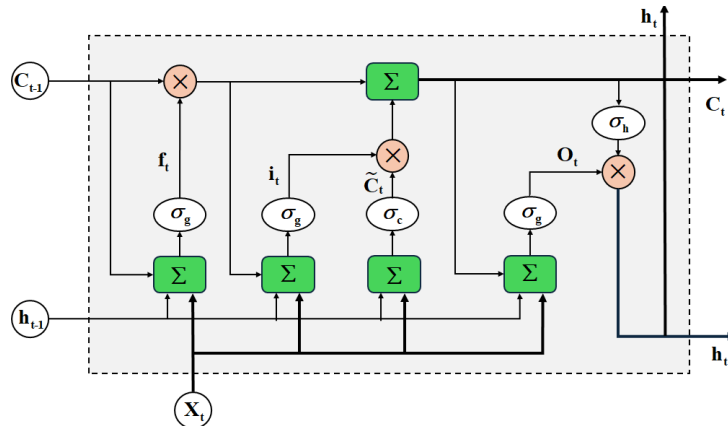 hₜ
Cₜ₋₁ × Σ Cₜ
σₕ
fₜ iₜ × C̃ₜ Oₜ ×
σg σg σc σg
Σ Σ Σ Σ
hₜ₋₁
hₜ
Xₜ